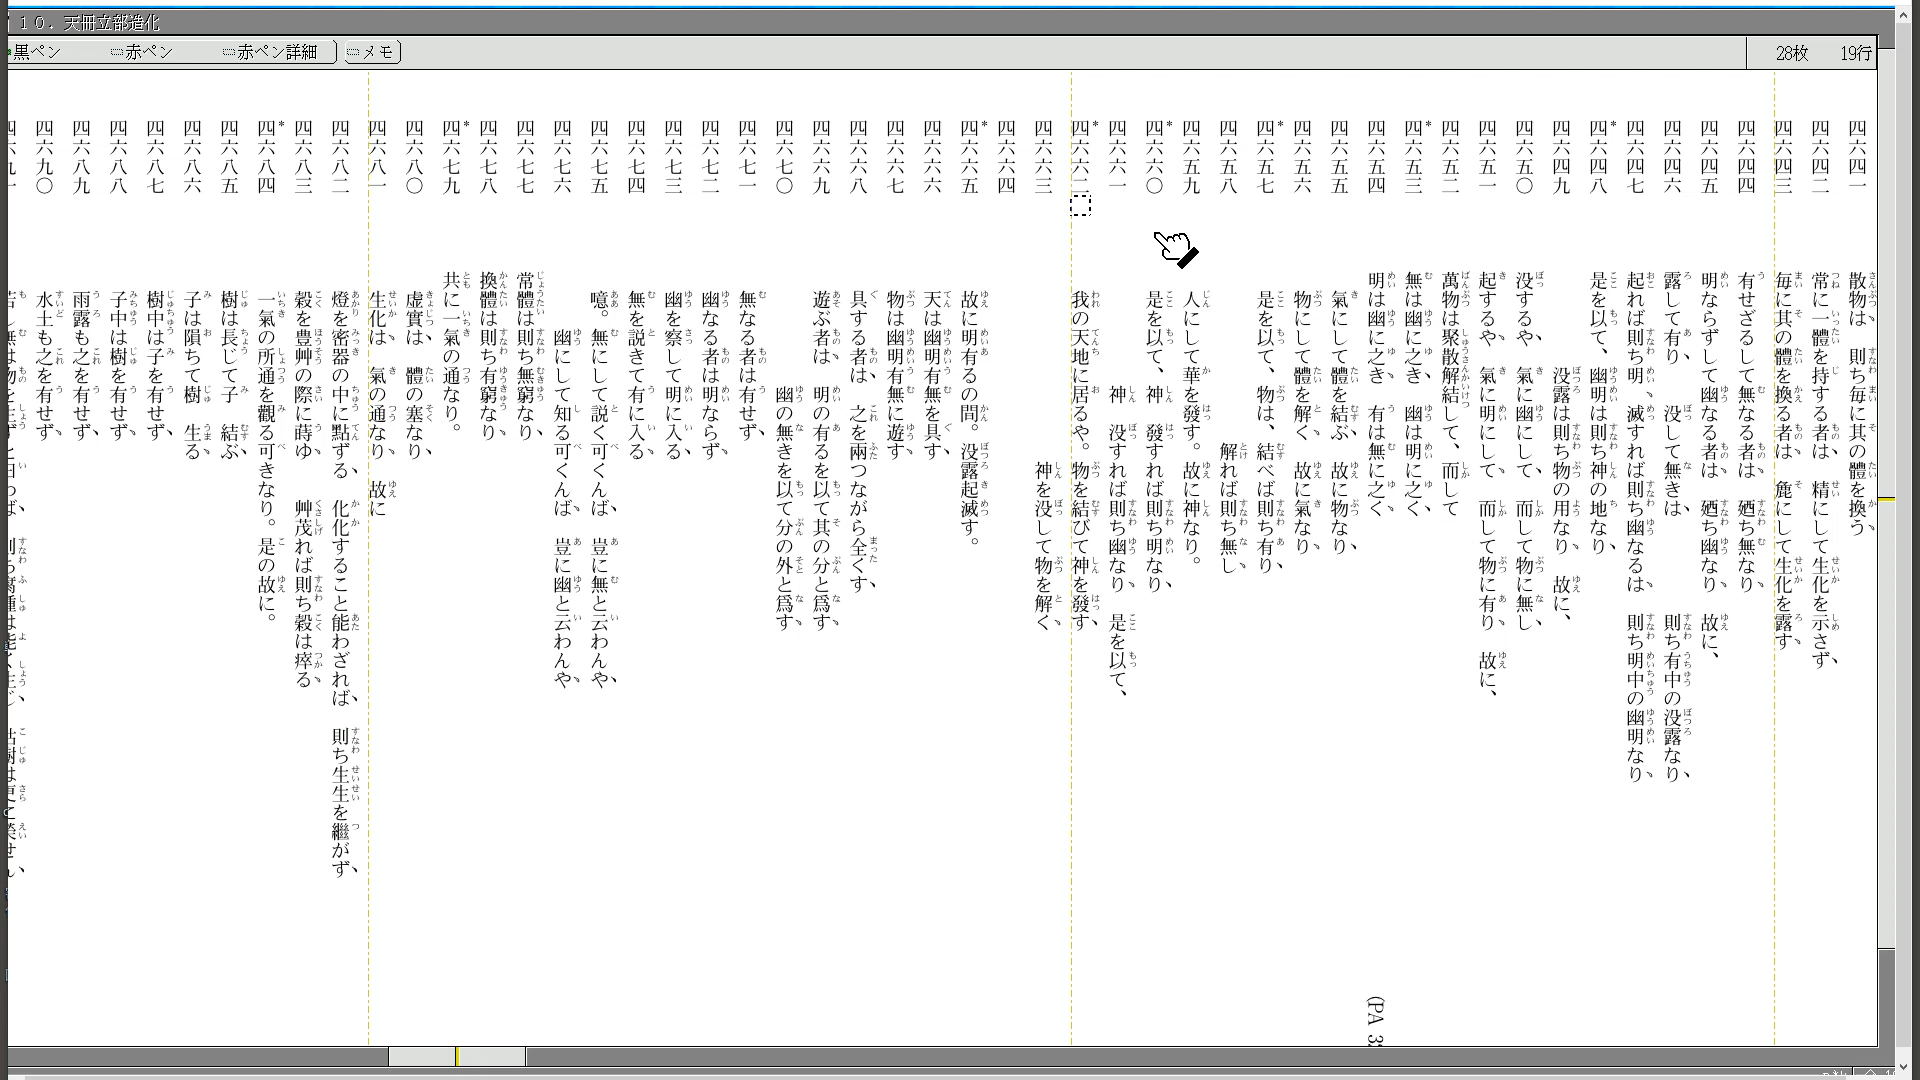 10．天冊立部造化
黒ペン　赤ペン　赤ペン詳細　メモ　28枚　19行
四六四一　散物は、則ち毎に其の體を換う、
四六四二　常に一體を持する者は、精にして生化を示さず、
四六四三　毎に其の體を換る者は、麁にして生化を露す、
四六四四　有せざるして無なる者は、廼ち無なり、
四六四五　明ならずして幽なる者は、廼ち幽なり、故に、
四六四六　露して有り、没して無きは、則ち有中の没露なり、
四六四七　起れば則ち明、滅すれば則ち幽なるは、則ち明中の幽明なり、
*四六四八　是を以て、幽明は則ち神の地なり、
四六四九　没露は則ち物の用なり、故に、
四六五〇　没するや、氣に幽にして、而して物に無し、
四六五一　起するや、氣に明にして、而して物に有り、故に、
四六五二　萬物は聚散解結して、而して
*四六五三　無は幽に之き、幽は明に之く、
四六五四　明は幽に之き、有は無に之く、　(PA 3
四六五五　氣にして體を結ぶ、故に物なり、
四六五六　物にして體を解く、故に氣なり、
*四六五七　是を以て、物は、結べば則ち有り、
四六五八　解れば則ち無し、
四六五九　人にして華を發す。故に神なり。
*四六六〇　是を以て、神、發すれば則ち明なり、
四六六一　神、没すれば則ち幽なり、是を以て、
*四六六二　我の天地に居るや。物を結びて神を發す、
四六六三　神を没して物を解く、
四六六四
*四六六五　故に明有るの間。没露起滅す。
四六六六　天は幽明有無を具す、
四六六七　物は幽明有無に遊す、
四六六八　具する者は、之を兩つながら全くす、
四六六九　遊ぶ者は、明の有るを以て其の分と爲す、
四六七〇　幽の無きを以て分の外と爲す、
四六七一　無なる者は有せず、
四六七二　幽なる者は明ならず、
四六七三　幽を察して明に入る、
四六七四　無を説きて有に入る、
四六七五　噫。無にして説く可くんば、豈に無と云わんや、
四六七六　幽にして知る可くんば、豈に幽と云わんや、
四六七七　常體は則ち無窮なり、
四六七八　換體は則ち有窮なり、
*四六七九　共に一氣の通なり。
四六八〇　虚實は、體の塞なり、
四六八一　生化は、氣の通なり、故に
四六八二　燈を密器の中に點ずる、化化すること能わざれば、則ち生生を繼がず、
四六八三　穀を豊艸の際に蒔ゆ、艸茂れば則ち穀は瘁る、
*四六八四　一氣の所通を觀る可きなり。是の故に。
四六八五　樹は長じて子、結ぶ、
四六八六　子は隕ちて樹、生る、
四六八七　樹中は子を有せず、
四六八八　子中は樹を有せず、
四六八九　雨露も之を有せず、
四六九〇　水土も之を有せず、